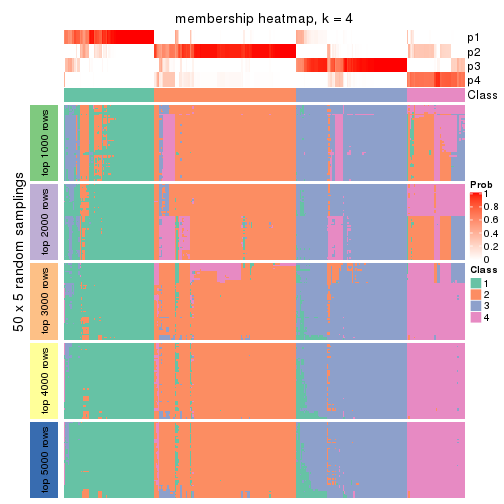 membership heatmap, k = 4
p1
p2
p3
p4
Class
50 x 5 random samplings
top 1000 rows
top 2000 rows
top 3000 rows
top 4000 rows
top 5000 rows
Prob
1
0.8
0.6
0.4
0.2
0
Class
1
2
3
4